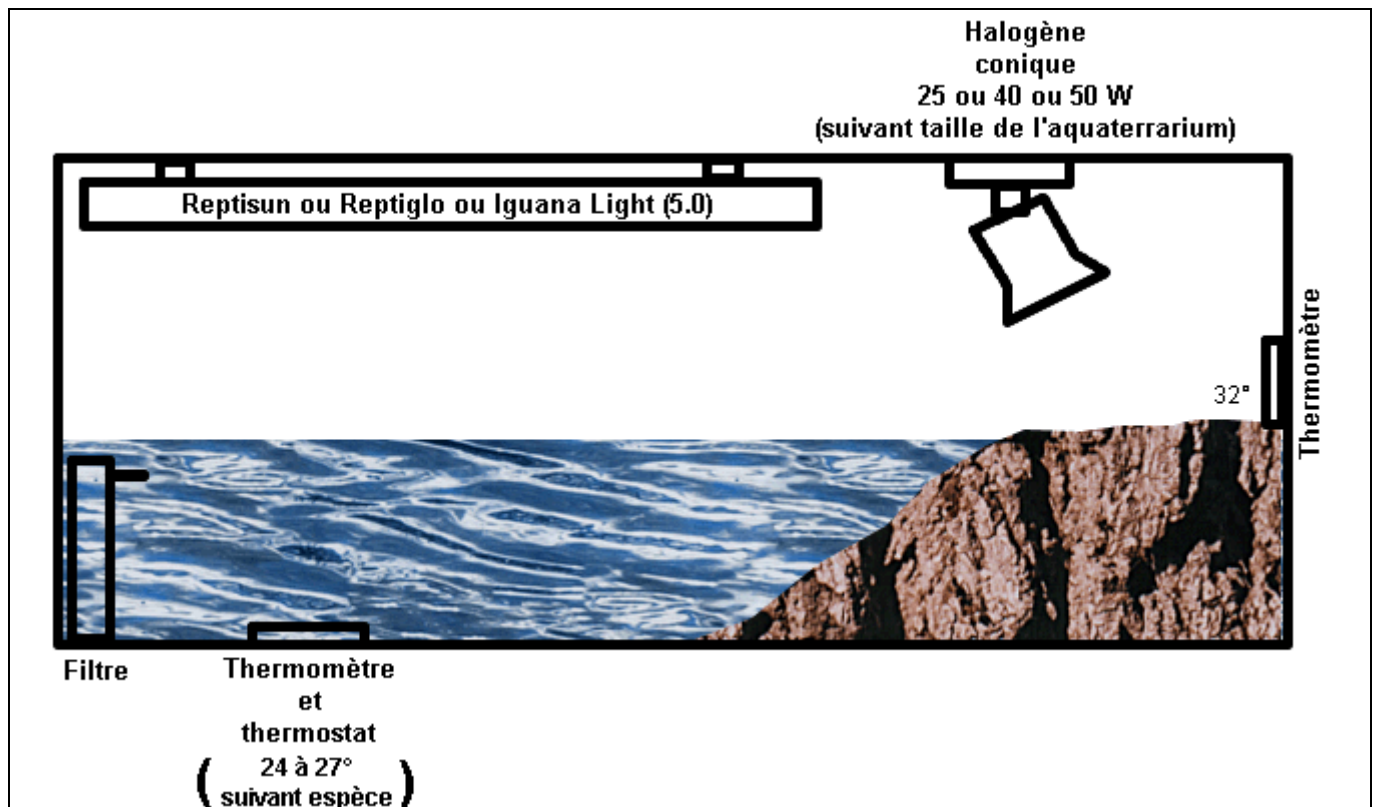 Halogène
conique
25 ou 40 ou 50 W
(suivant taille de l'aquaterrarium)
Reptisun ou Reptiglo ou Iguana Light (5.0)
32°
Thermomètre
Filtre
Thermomètre
et
thermostat
( 24 à 27°
suivant espèce )